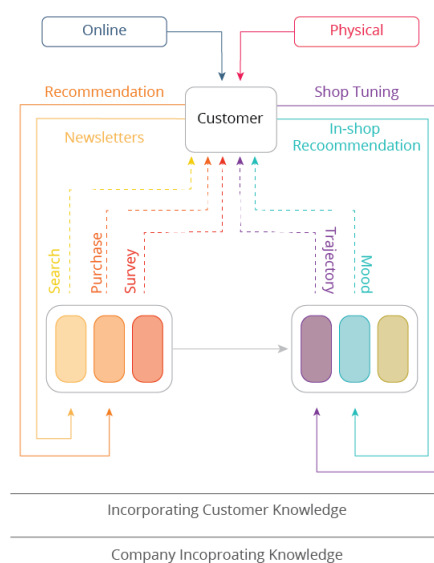 Online
Physical
Recommendation
Shop Tuning
Customer
In-shop
Recoommendation
Newsletters
Search
Purchase
Survey
Trajectory
Mood
Incorporating Customer Knowledge
Company Incoproating Knowledge